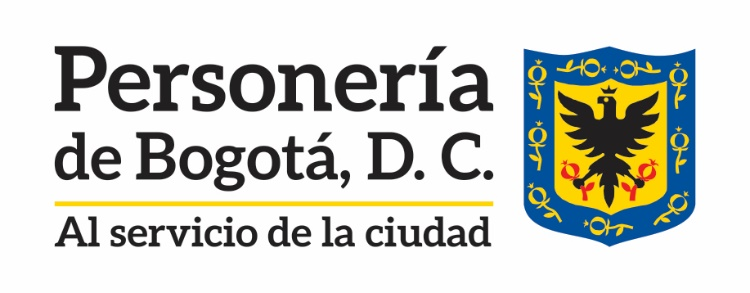 Personería
de Bogotá, D. C.
Al servicio de la ciudad